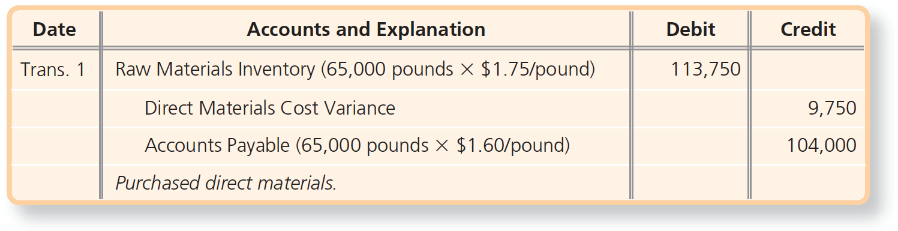 Date Accounts and Explanation Debit Credit
Trans. 1 Raw Materials Inventory (65,000 pounds × $1.75/pound) 113,750
Direct Materials Cost Variance 9,750
Accounts Payable (65,000 pounds × $1.60/pound) 104,000
Purchased direct materials.